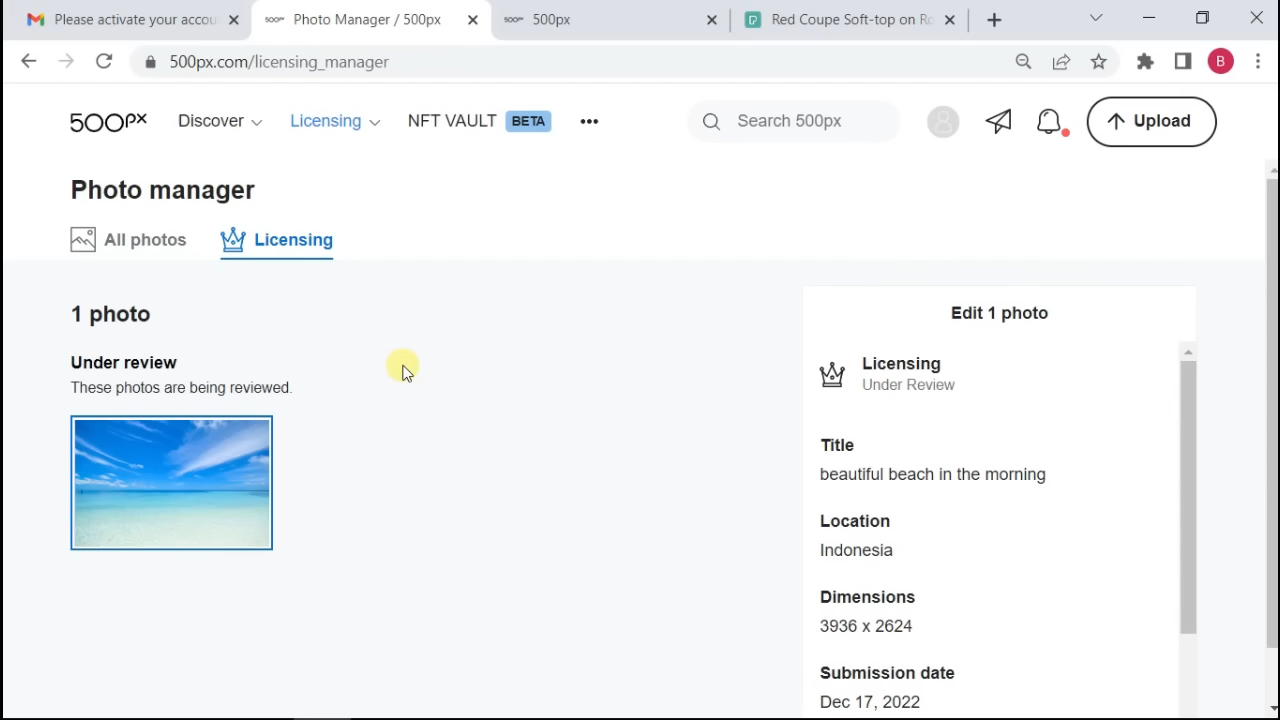 Please activate your accou
Photo Manager / 500px
500px
Red Coupe Soft-top on Ro
500px.com/licensing_manager
B
500px
Discover
Licensing
NFT VAULT
BETA
Search 500px
Upload
Photo manager
All photos
Licensing
1 photo
Under review
These photos are being reviewed.
Edit 1 photo
Licensing
Under Review
Title
beautiful beach in the morning
Location
Indonesia
Dimensions
3936 x 2624
Submission date
Dec 17, 2022